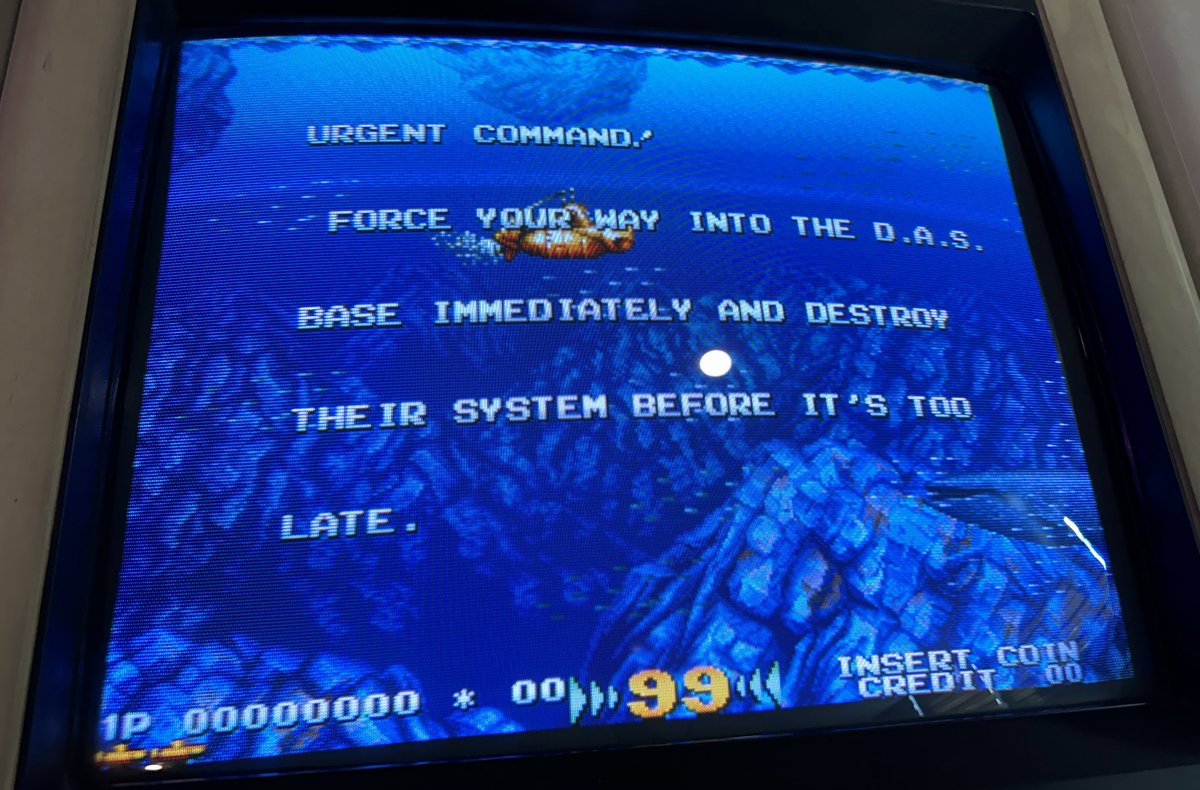 URGENT COMMAND!
FORCE YOUR WAY INTO THE D.A.S.
BASE IMMEDIATELY AND DESTROY
THEIR SYSTEM BEFORE IT'S TOO
LATE.
1P 00000000 * 00 99 INSERT COIN
CREDIT 00